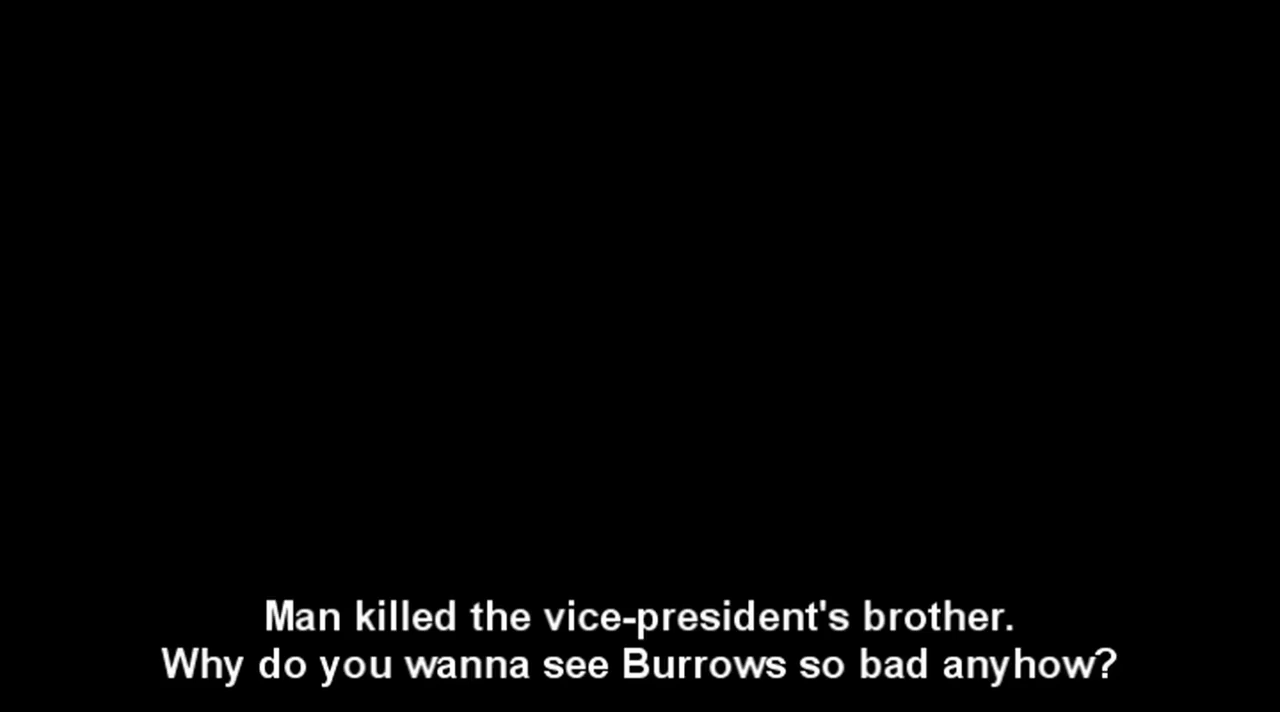 Man killed the vice-president's brother.
Why do you wanna see Burrows so bad anyhow?